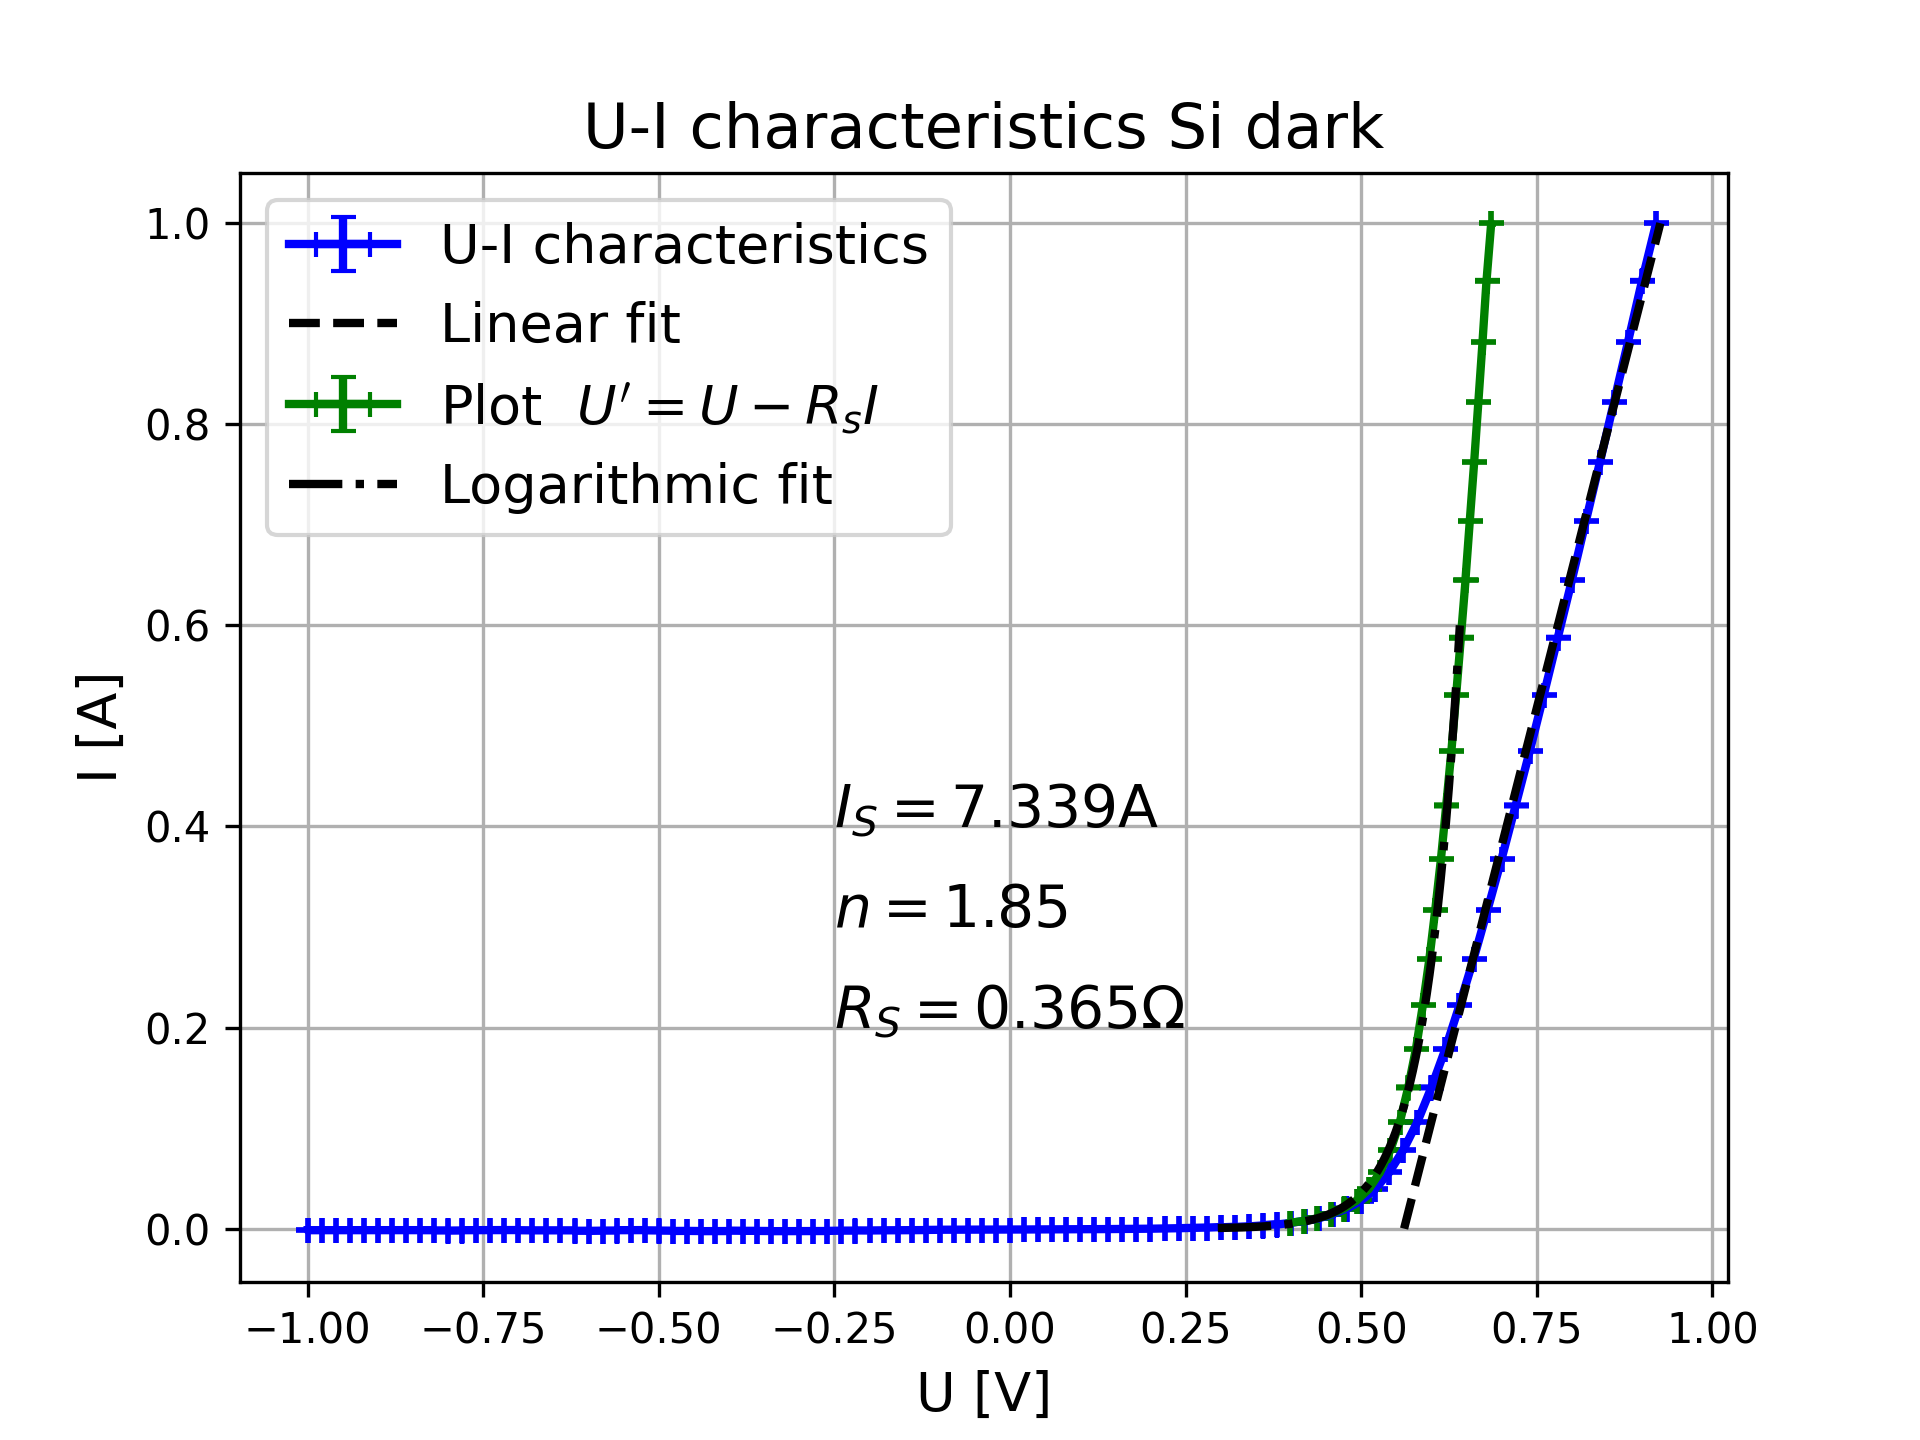 U-I characteristics Si dark
U-I characteristics
Linear fit
Plot U′ = U − RₛI
Logarithmic fit
I_S = 7.339A
n = 1.85
R_S = 0.365Ω
I [A]
1.0
0.8
0.6
0.4
0.2
0.0
−1.00 −0.75 −0.50 −0.25 0.00 0.25 0.50 0.75 1.00
U [V]